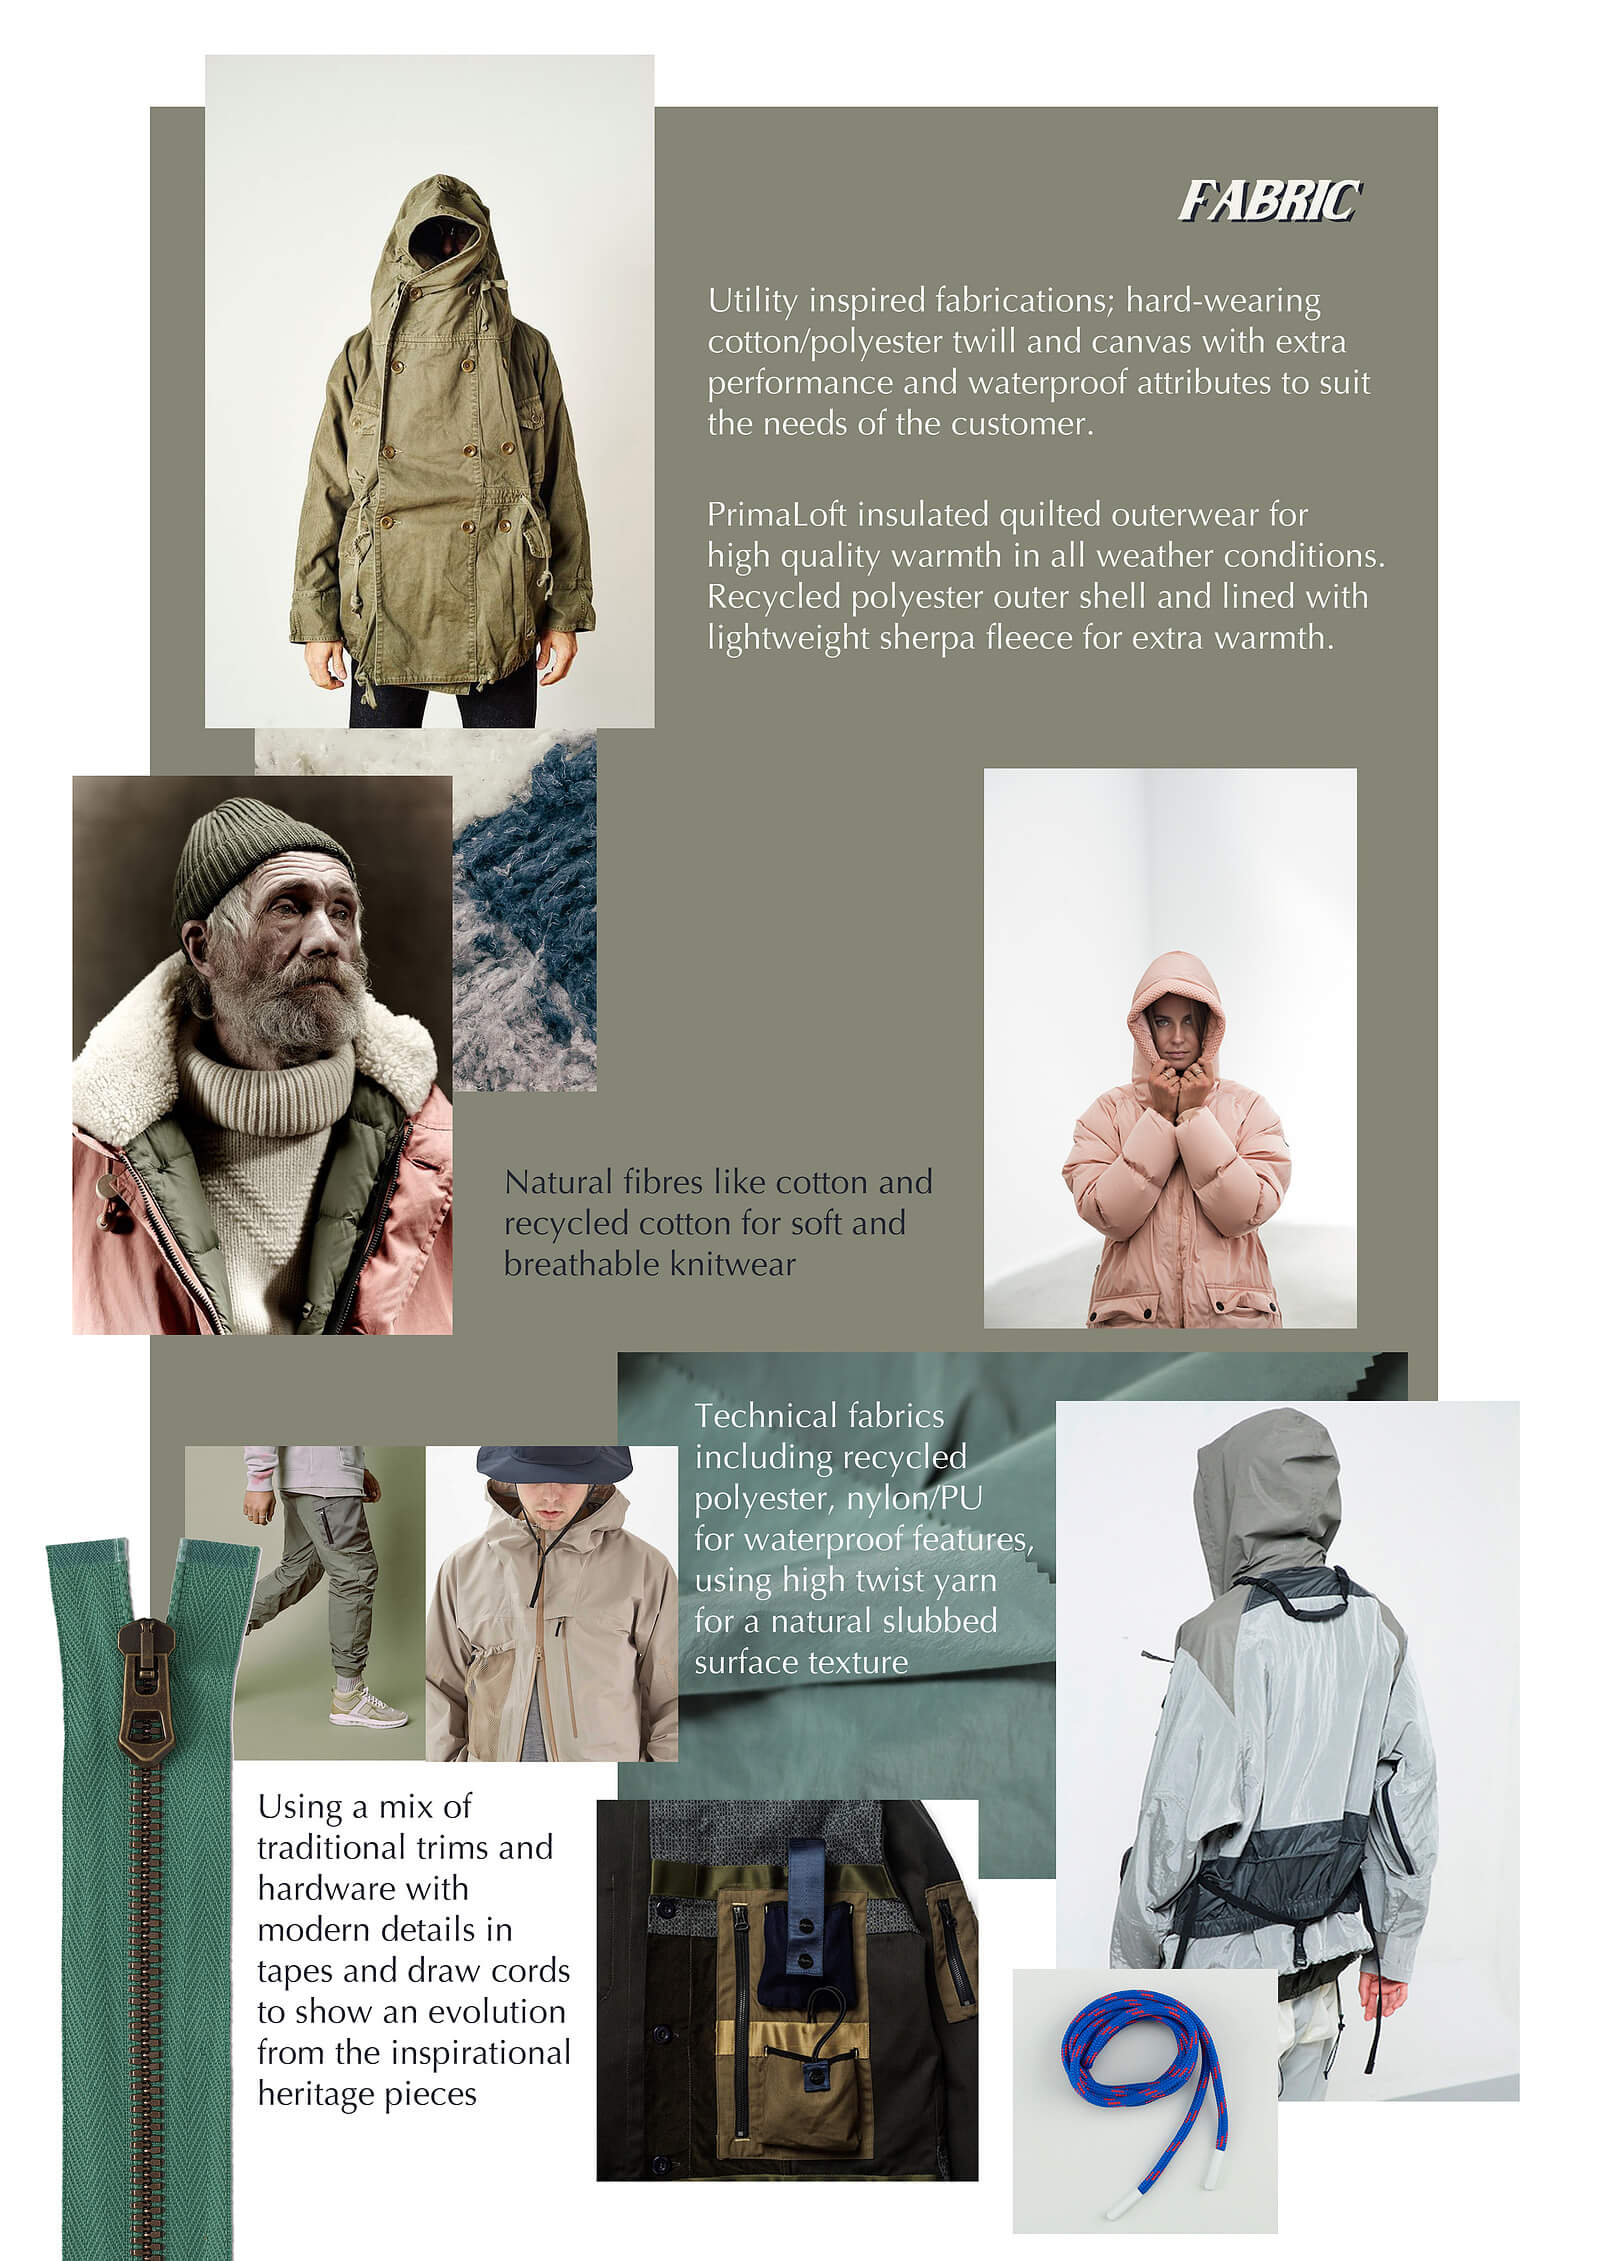 FABRIC
Utility inspired fabrications; hard-wearing
cotton/polyester twill and canvas with extra
performance and waterproof attributes to suit
the needs of the customer.
PrimaLoft insulated quilted outerwear for
high quality warmth in all weather conditions.
Recycled polyester outer shell and lined with
lightweight sherpa fleece for extra warmth.
Natural fibres like cotton and
recycled cotton for soft and
breathable knitwear
Technical fabrics
including recycled
polyester, nylon/PU
for waterproof features,
using high twist yarn
for a natural slubbed
surface texture
Using a mix of
traditional trims and
hardware with
modern details in
tapes and draw cords
to show an evolution
from the inspirational
heritage pieces